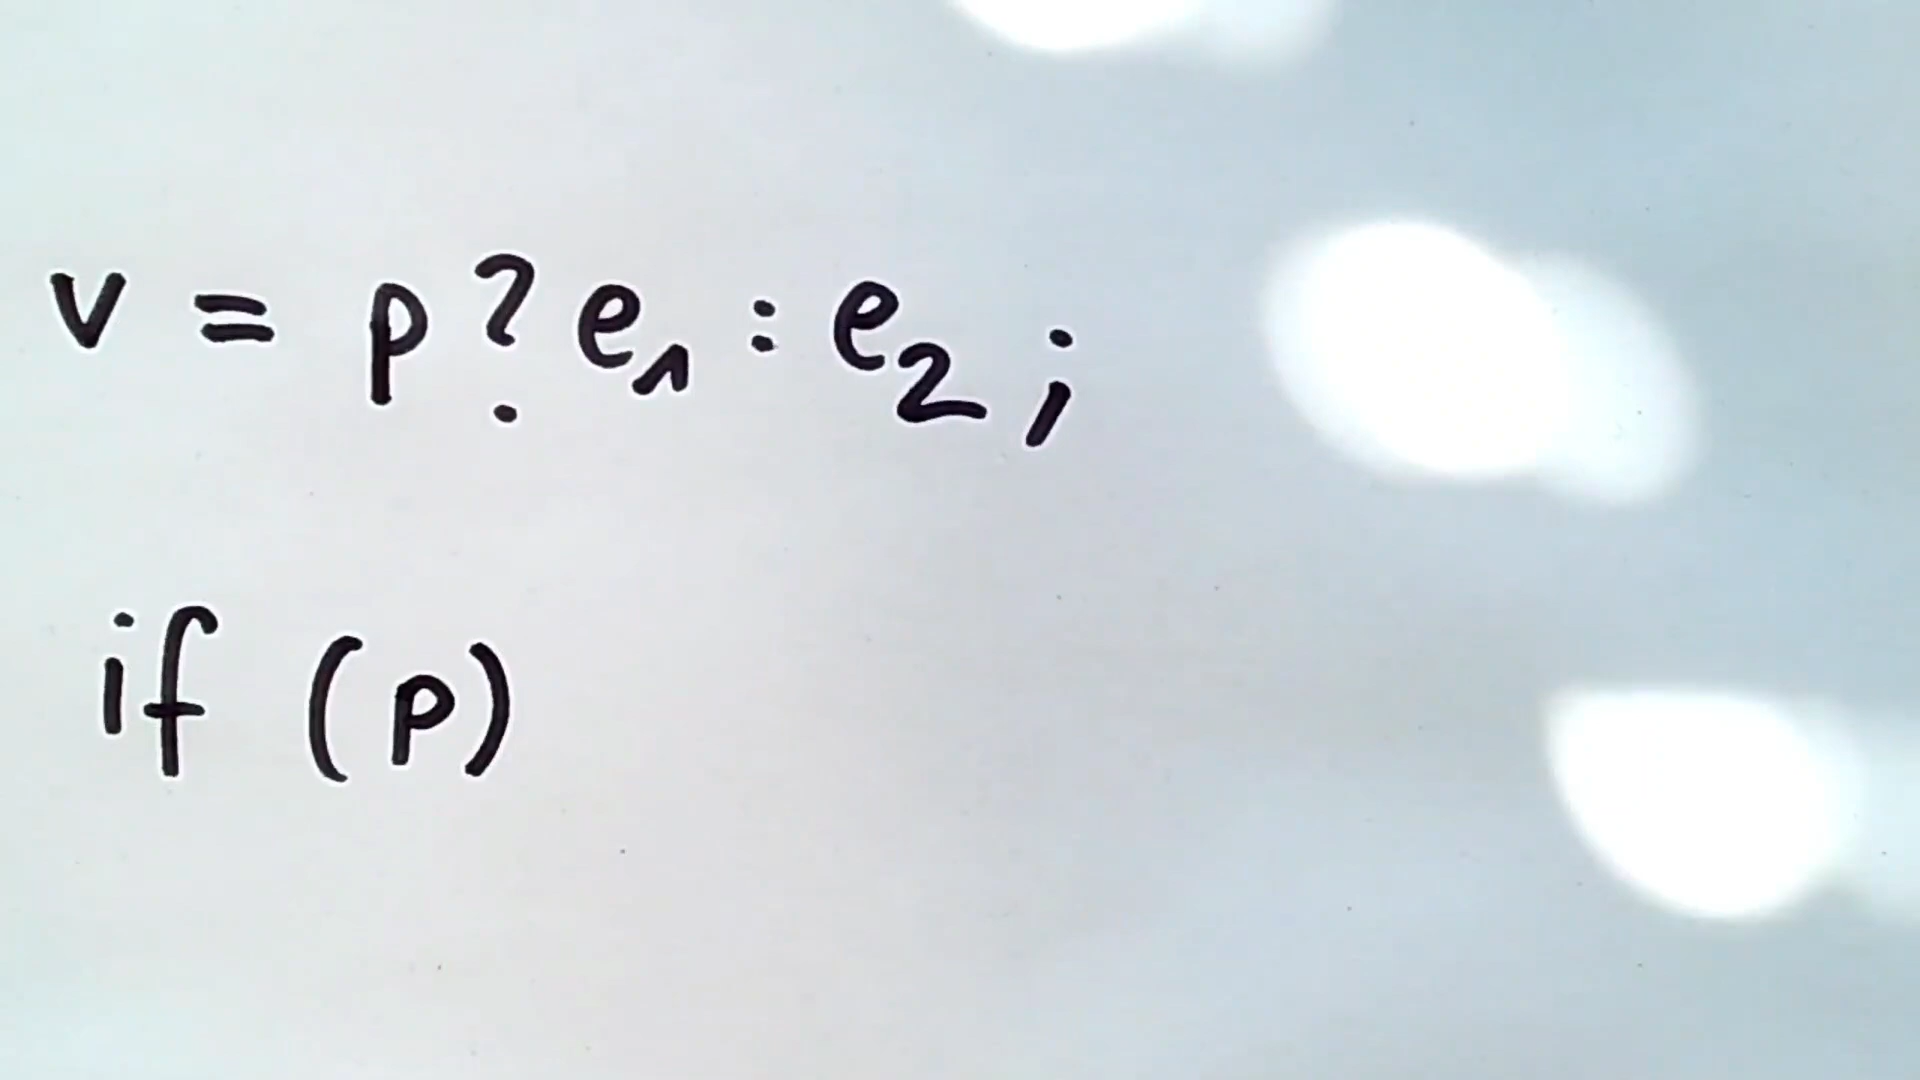 v = p ? e₁ : e₂ ;
if (p)